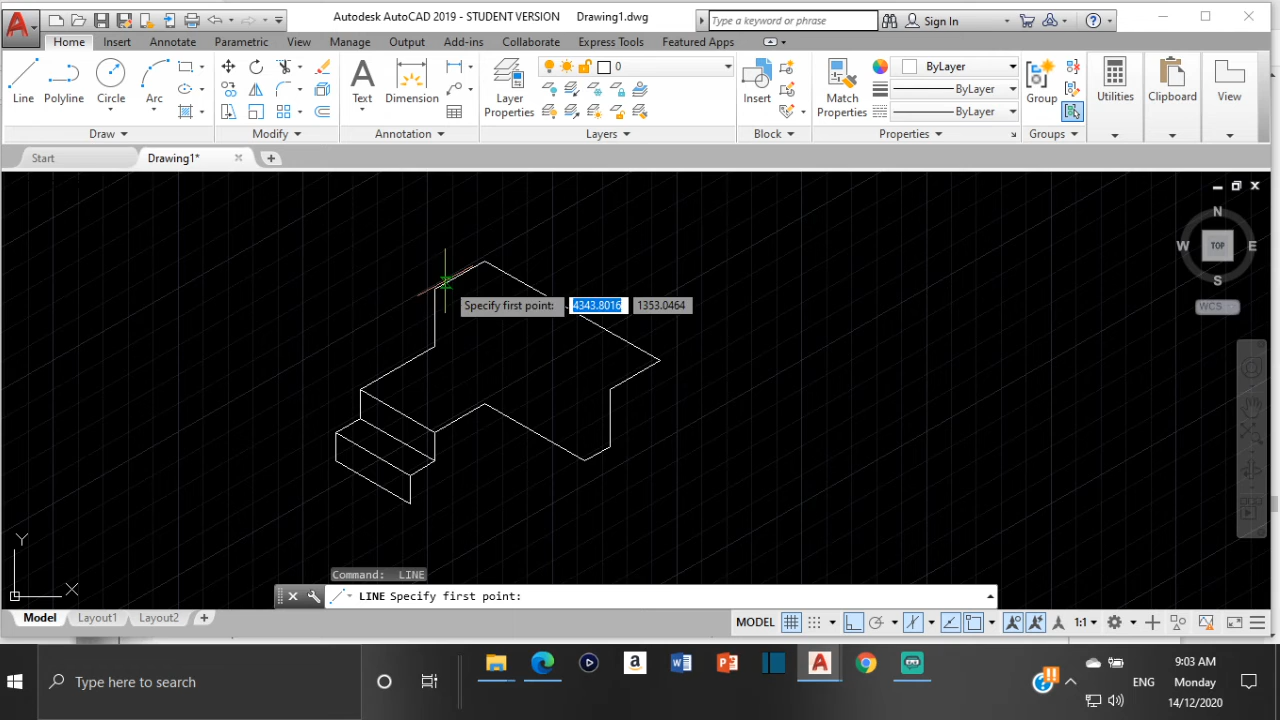 Autodesk AutoCAD 2019 - STUDENT VERSION Drawing1.dwg
Type a keyword or phrase
Sign In
Home Insert Annotate Parametric View Manage Output Add-ins Collaborate Express Tools Featured Apps
Line Polyline Circle Arc
Text Dimension
Layer Properties
0
Insert
Match Properties
ByLayer
ByLayer
ByLayer
Group
Utilities
Clipboard
View
Draw Modify Annotation Layers Block Properties Groups
Start Drawing1*
N
W TOP E
S
WCS
Specify first point: 4343.8016 1353.0464
Y
X
Command: LINE
LINE Specify first point:
Model Layout1 Layout2
MODEL
1:1
Type here to search
ENG
9:03 AM
Monday
14/12/2020